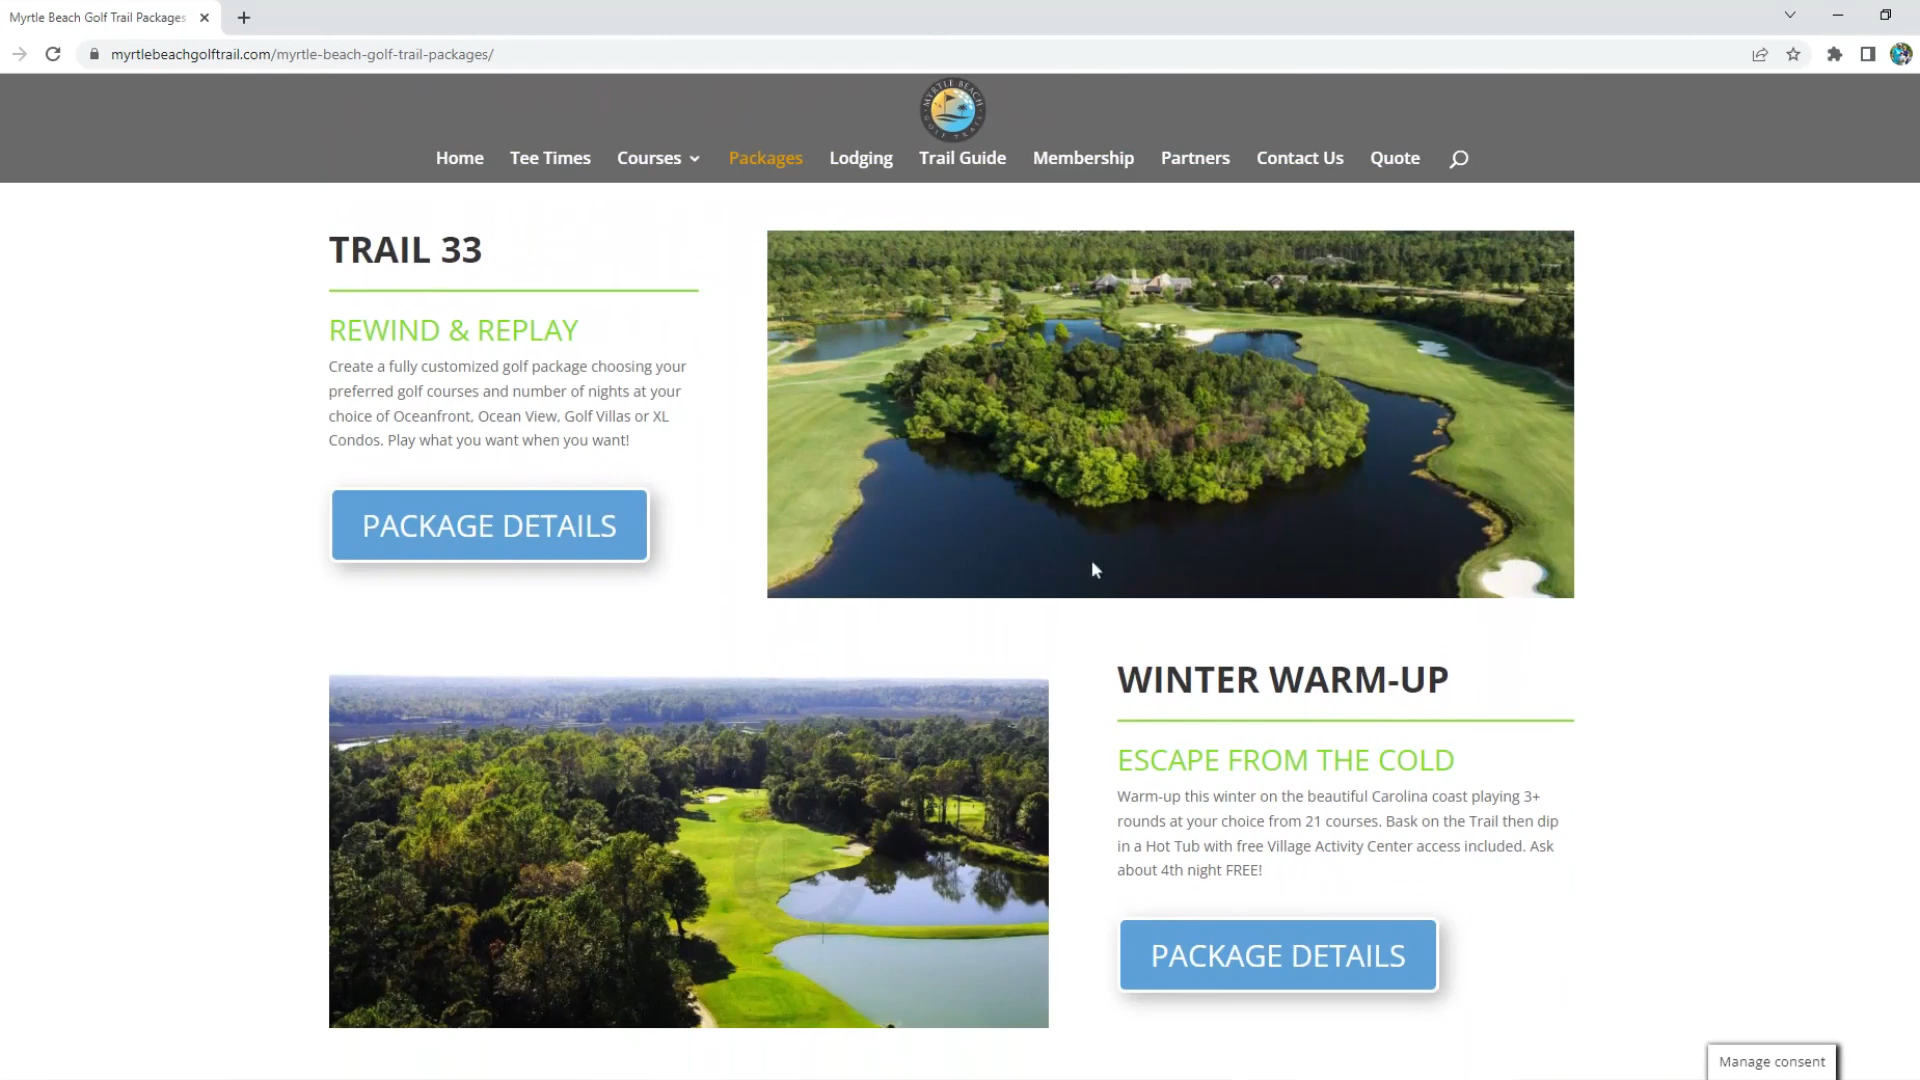 Myrtle Beach Golf Trail Packages
myrtlebeachgolftrail.com/myrtle-beach-golf-trail-packages/
MYRTLE BEACH
GOLF TRAIL
Home Tee Times Courses Packages Lodging Trail Guide Membership Partners Contact Us Quote
TRAIL 33
REWIND & REPLAY
Create a fully customized golf package choosing your
preferred golf courses and number of nights at your
choice of Oceanfront, Ocean View, Golf Villas or XL
Condos. Play what you want when you want!
PACKAGE DETAILS
WINTER WARM-UP
ESCAPE FROM THE COLD
Warm-up this winter on the beautiful Carolina coast playing 3+
rounds at your choice from 21 courses. Bask on the Trail then dip
in a Hot Tub with free Village Activity Center access included. Ask
about 4th night FREE!
PACKAGE DETAILS
Manage consent